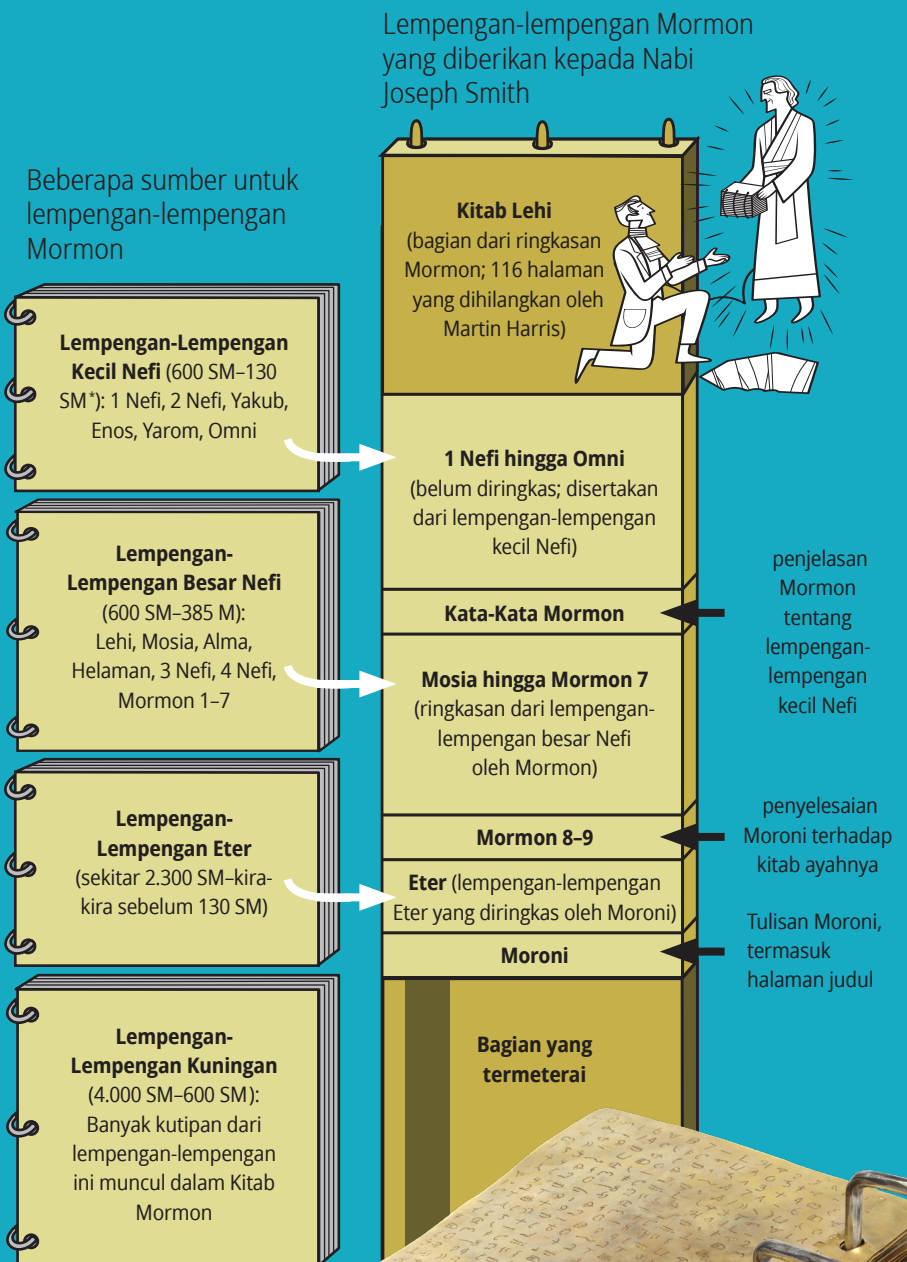 Lempengan-lempengan Mormon
yang diberikan kepada Nabi
Joseph Smith
Beberapa sumber untuk
lempengan-lempengan
Mormon
Lempengan-Lempengan
Kecil Nefi (600 SM–130
SM*): 1 Nefi, 2 Nefi, Yakub,
Enos, Yarom, Omni
Lempengan-
Lempengan Besar Nefi
(600 SM–385 M):
Lehi, Mosia, Alma,
Helaman, 3 Nefi, 4 Nefi,
Mormon 1–7
Lempengan-
Lempengan Eter
(sekitar 2.300 SM–kira-
kira sebelum 130 SM)
Lempengan-
Lempengan Kuningan
(4.000 SM–600 SM):
Banyak kutipan dari
lempengan-lempengan
ini muncul dalam Kitab
Mormon
Kitab Lehi
(bagian dari ringkasan
Mormon; 116 halaman
yang dihilangkan oleh
Martin Harris)
1 Nefi hingga Omni
(belum diringkas; disertakan
dari lempengan-lempengan
kecil Nefi)
Kata-Kata Mormon
Mosia hingga Mormon 7
(ringkasan dari lempengan-
lempengan besar Nefi
oleh Mormon)
Mormon 8–9
Eter (lempengan-lempengan
Eter yang diringkas oleh Moroni)
Moroni
Bagian yang
termeterai
penjelasan
Mormon
tentang
lempengan-
lempengan
kecil Nefi
penyelesaian
Moroni terhadap
kitab ayahnya
Tulisan Moroni,
termasuk
halaman judul